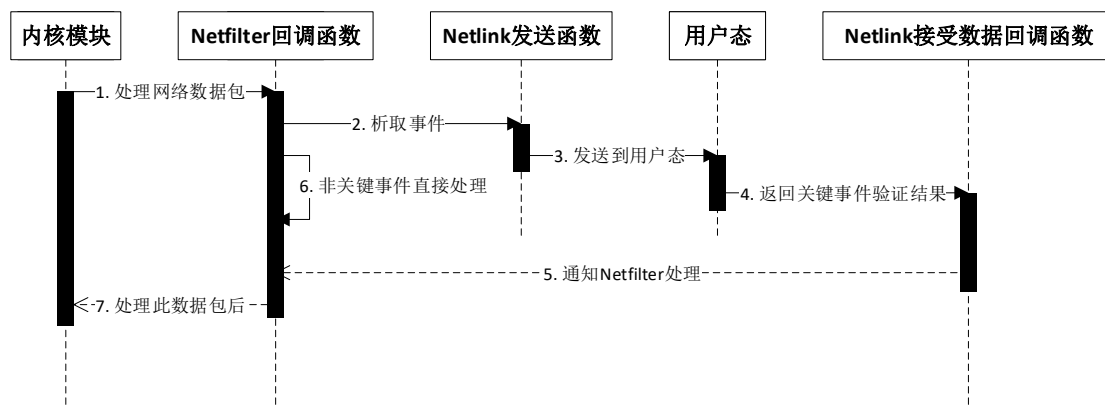 内核模块
Netfilter回调函数
Netlink发送函数
用户态
Netlink接受数据回调函数
1. 处理网络数据包
2. 析取事件
3. 发送到用户态
6. 非关键事件直接处理
4. 返回关键事件验证结果
5. 通知Netfilter处理
7. 处理此数据包后